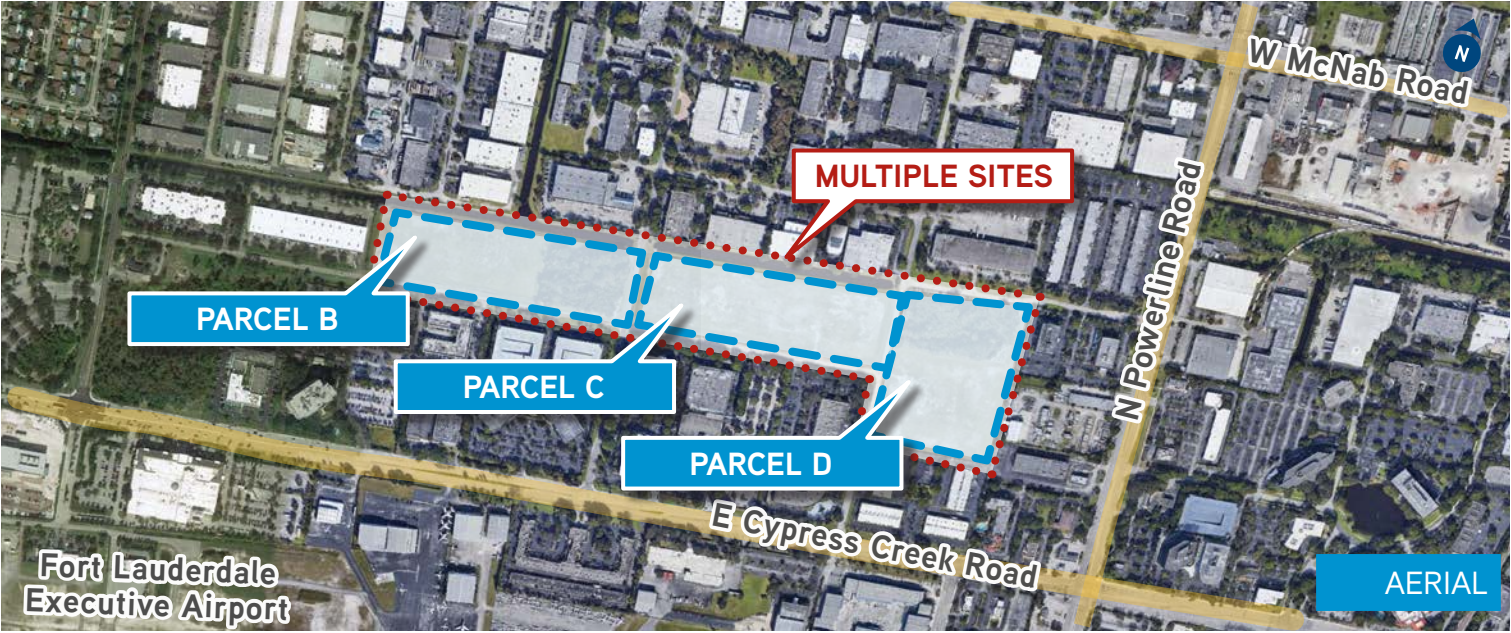 W McNab Road
N
MULTIPLE SITES
N Powerline Road
PARCEL B
PARCEL C
PARCEL D
E Cypress Creek Road
Fort Lauderdale
Executive Airport
AERIAL